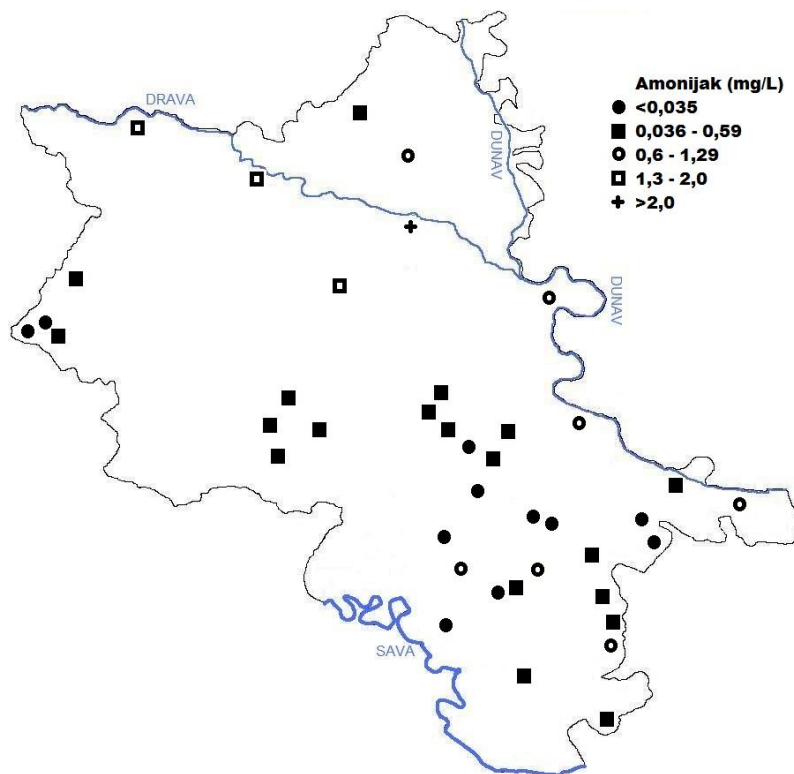 Amonijak (mg/L)
<0,035
0,036 - 0,59
0,6 - 1,29
1,3 - 2,0
>2,0
DRAVA
DUNAV
DUNAV
SAVA